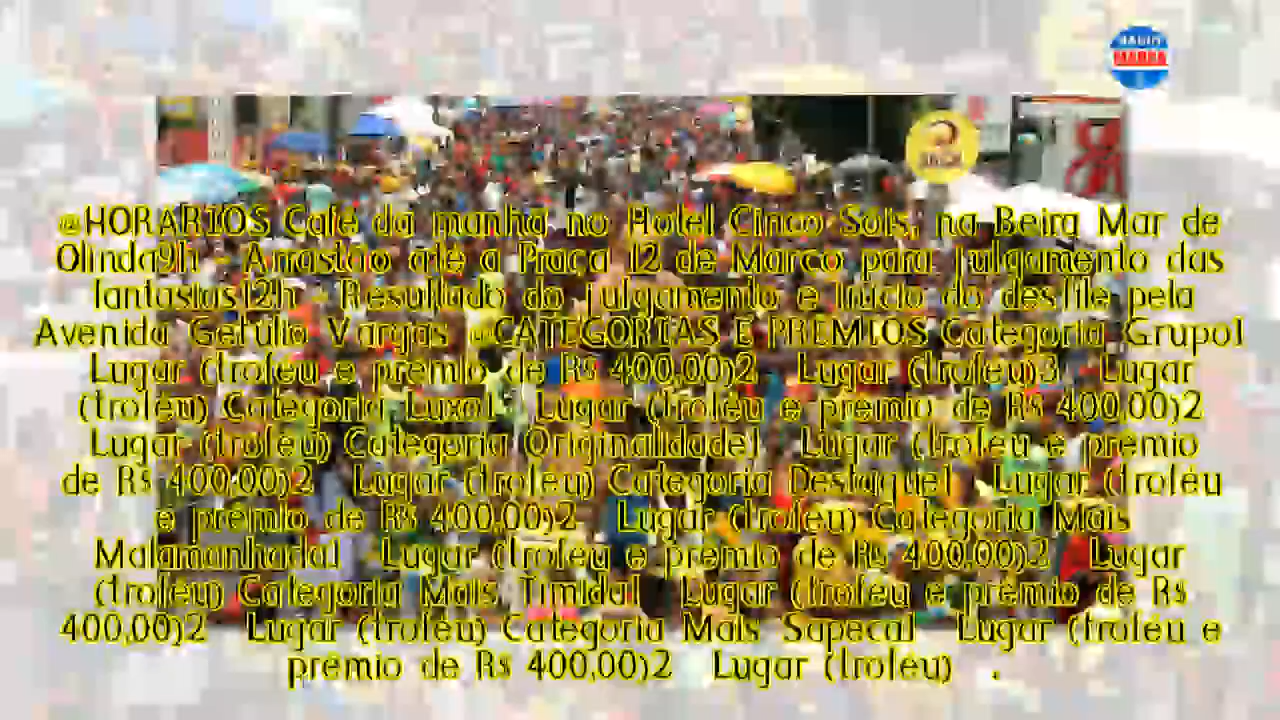 RADIO
MARCA
SKOL
@HORARIOS Café da manhã no Hotel Cinco Sóis, na Beira Mar de
Olinda9h Arrastão até a Praça 12 de Março para julgamento das
fantasias12h Resultado do julgamento e início do desfile pela
Avenida Getúlio Vargas @CATEGORIAS E PREMIOS Categoria Grupo1
Lugar (troféu e prêmio de R$ 400,00)2 Lugar (troféu)3 Lugar
(troféu) Categoria Luxo1 Lugar (troféu e prêmio de R$ 400,00)2
Lugar (troféu) Categoria Originalidade1 Lugar (troféu e prêmio
de R$ 400,00)2 Lugar (troféu) Categoria Destaque1 Lugar (troféu
e prêmio de R$ 400,00)2 Lugar (troféu) Categoria Mais
Malamanhada1 Lugar (troféu e prêmio de R$ 400,00)2 Lugar
(troféu) Categoria Mais Tímida1 Lugar (troféu e prêmio de R$
400,00)2 Lugar (troféu) Categoria Mais Sapeca1 Lugar (troféu e
prêmio de R$ 400,00)2 Lugar (troféu) .